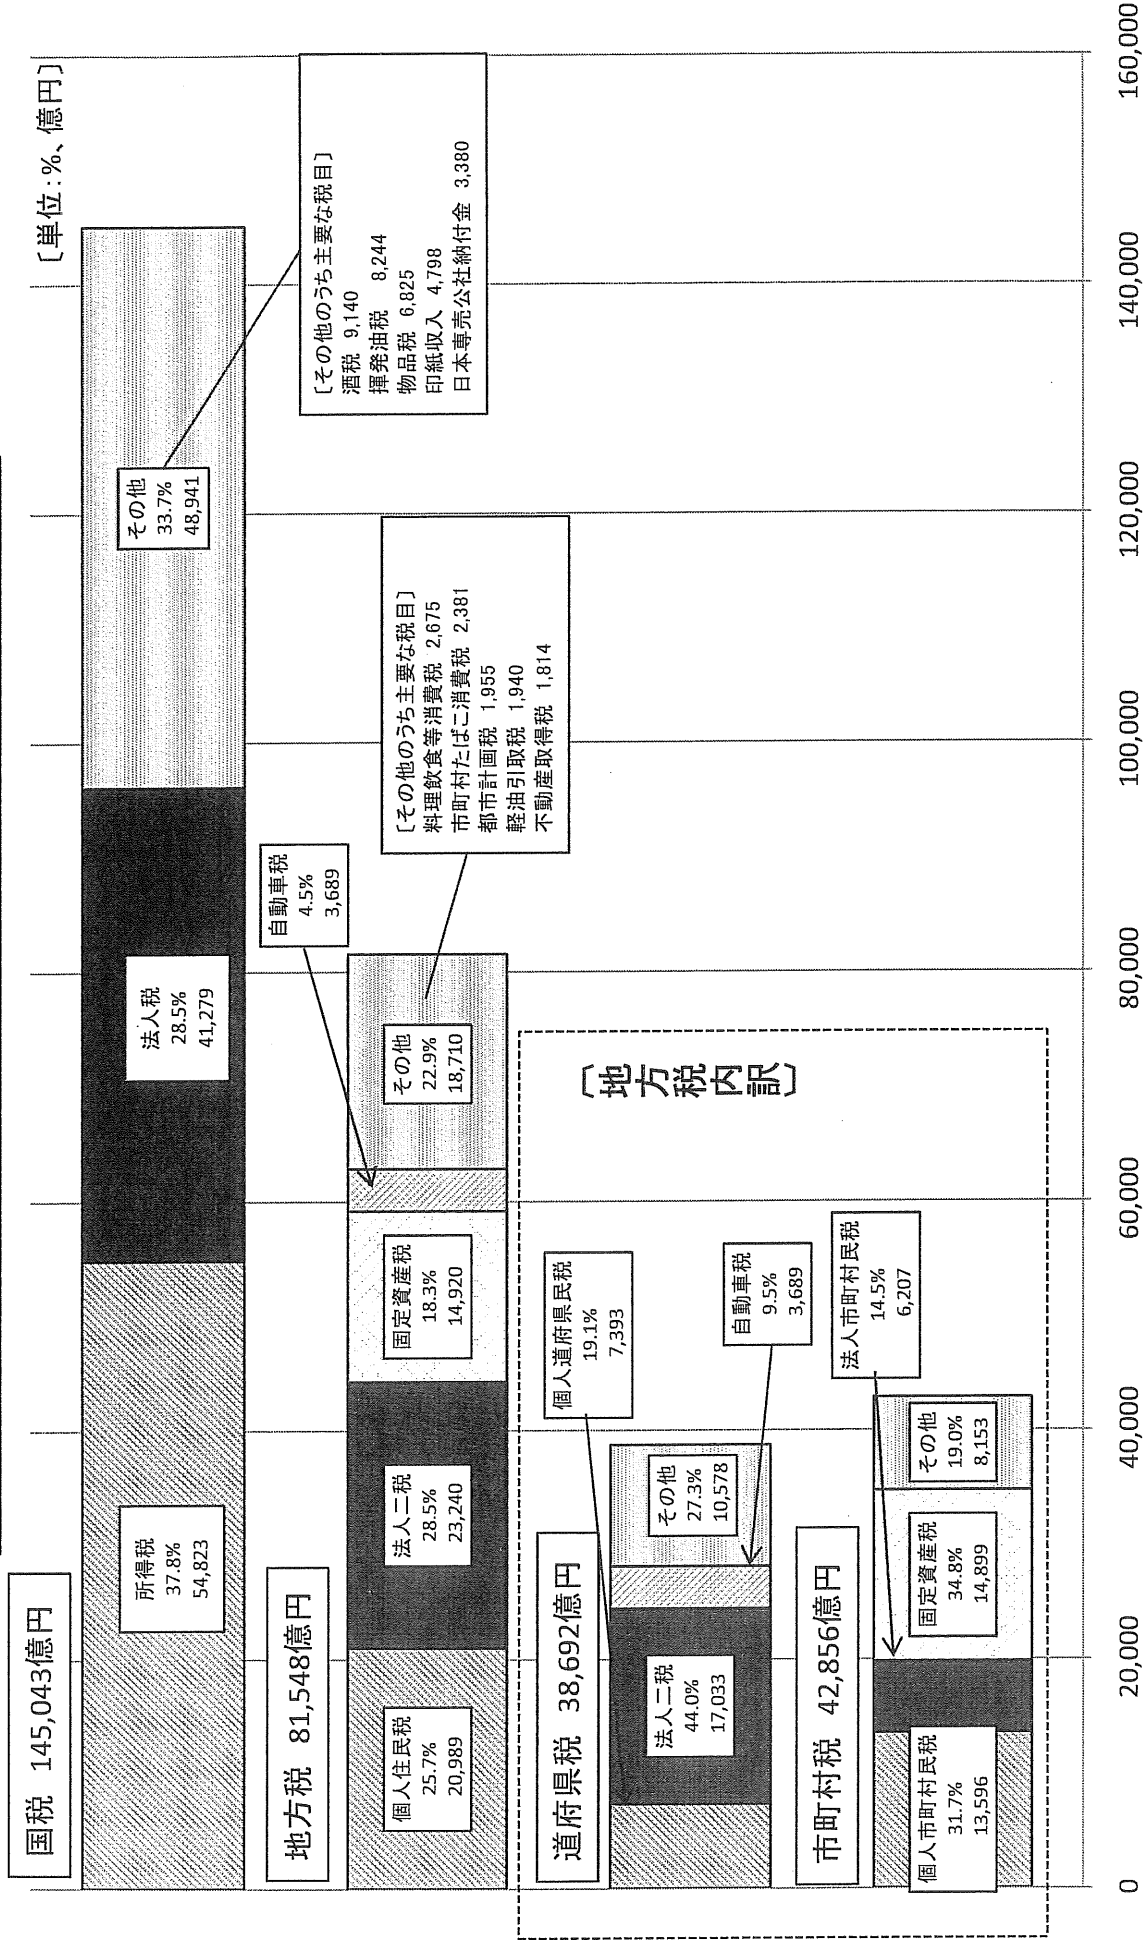 〔単位:%、億円〕
国税 145,043億円
所得税
37.8%
54,823
法人税
28.5%
41,279
その他
33.7%
48,941
〔その他のうち主要な税目〕
酒税 9,140
揮発油税 8,244
物品税 6,825
印紙収入 4,798
日本専売公社納付金 3,380
地方税 81,548億円
個人住民税
25.7%
20,989
法人二税
28.5%
23,240
固定資産税
18.3%
14,920
自動車税
4.5%
3,689
その他
22.9%
18,710
〔その他のうち主要な税目〕
料理飲食等消費税 2,675
市町村たばこ消費税 2,381
都市計画税 1,955
軽油引取税 1,940
不動産取得税 1,814
〔地方税内訳〕
道府県税 38,692億円
個人道府県民税
19.1%
7,393
法人二税
44.0%
17,033
自動車税
9.5%
3,689
その他
27.3%
10,578
市町村税 42,856億円
個人市町村民税
31.7%
13,596
法人市町村民税
14.5%
6,207
固定資産税
34.8%
14,899
その他
19.0%
8,153
0
20,000
40,000
60,000
80,000
100,000
120,000
140,000
160,000